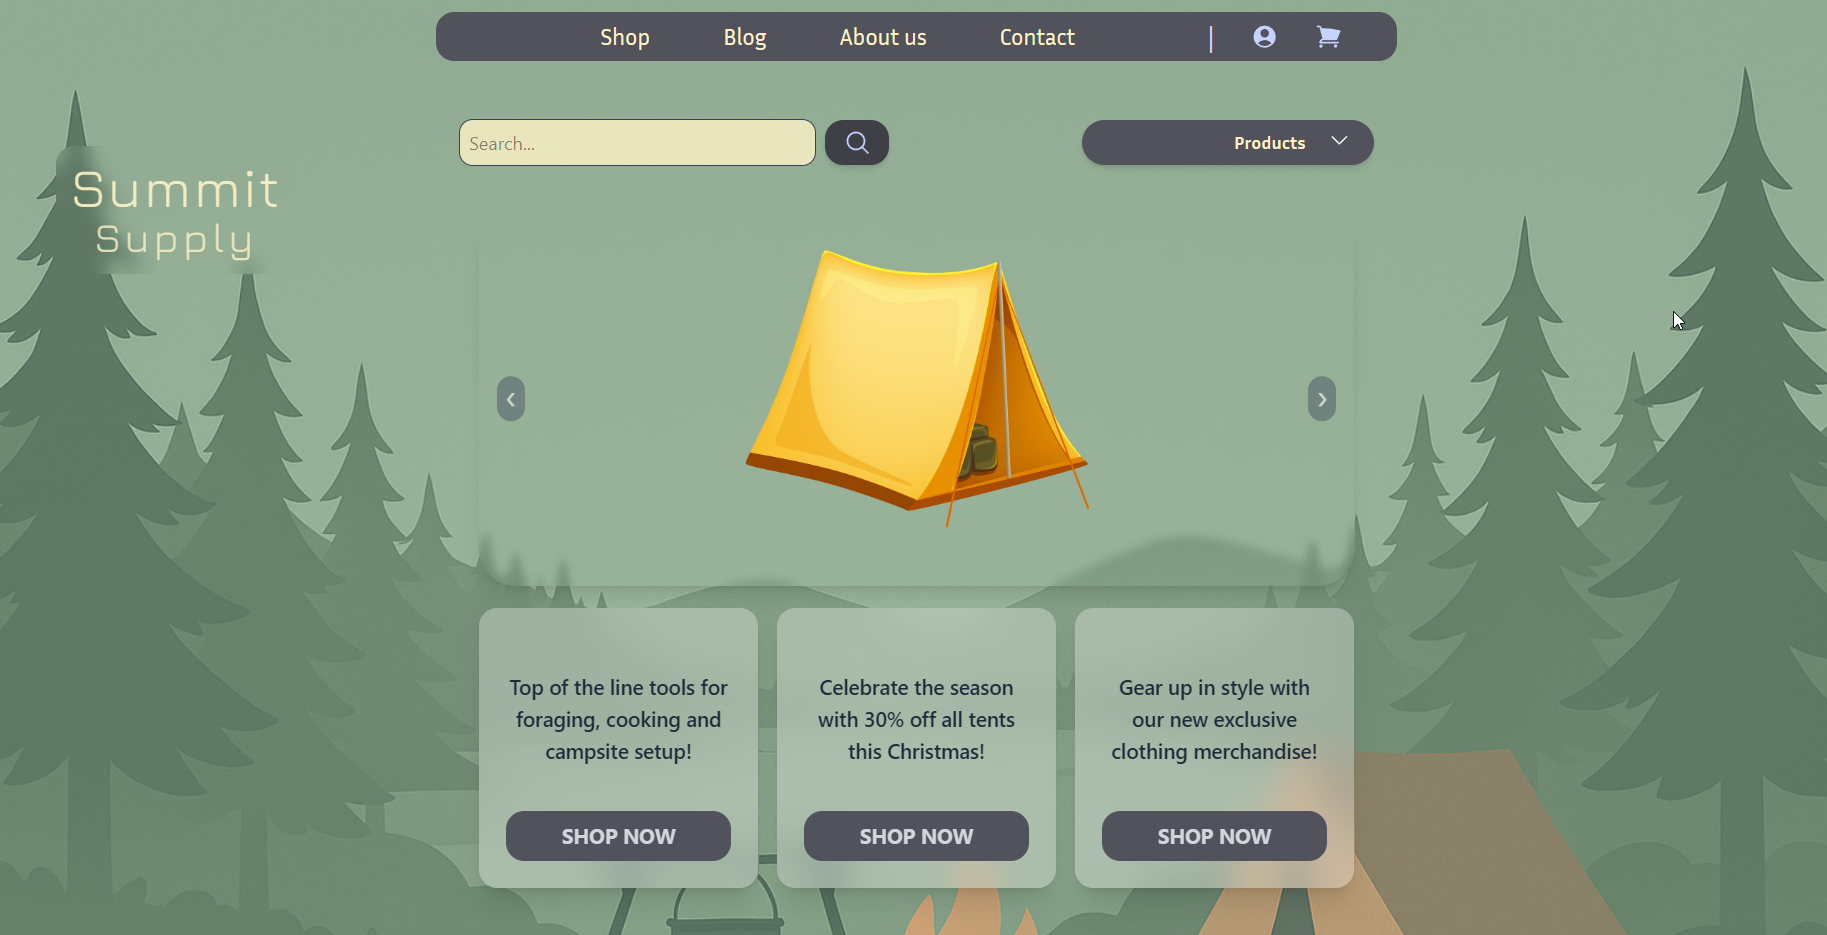 Shop Blog About us Contact |
Search...
Products
Summit
Supply
Top of the line tools for
foraging, cooking and
campsite setup!
SHOP NOW
Celebrate the season
with 30% off all tents
this Christmas!
SHOP NOW
Gear up in style with
our new exclusive
clothing merchandise!
SHOP NOW